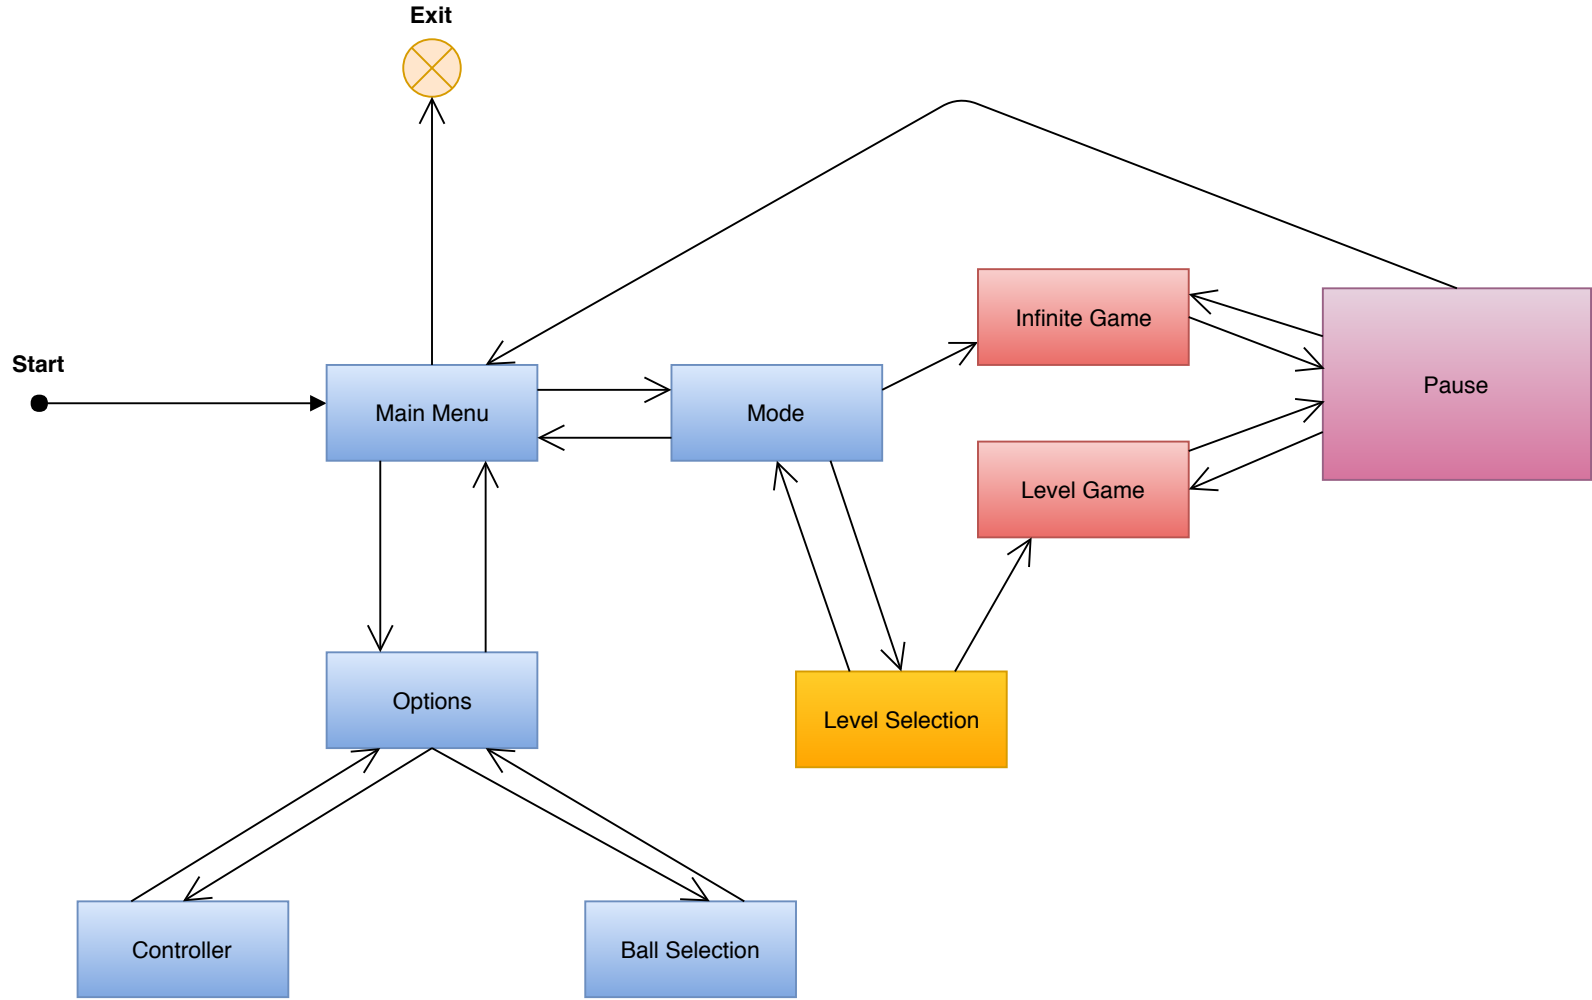 Exit
Start
Main Menu
Mode
Infinite Game
Pause
Level Game
Options
Level Selection
Controller
Ball Selection